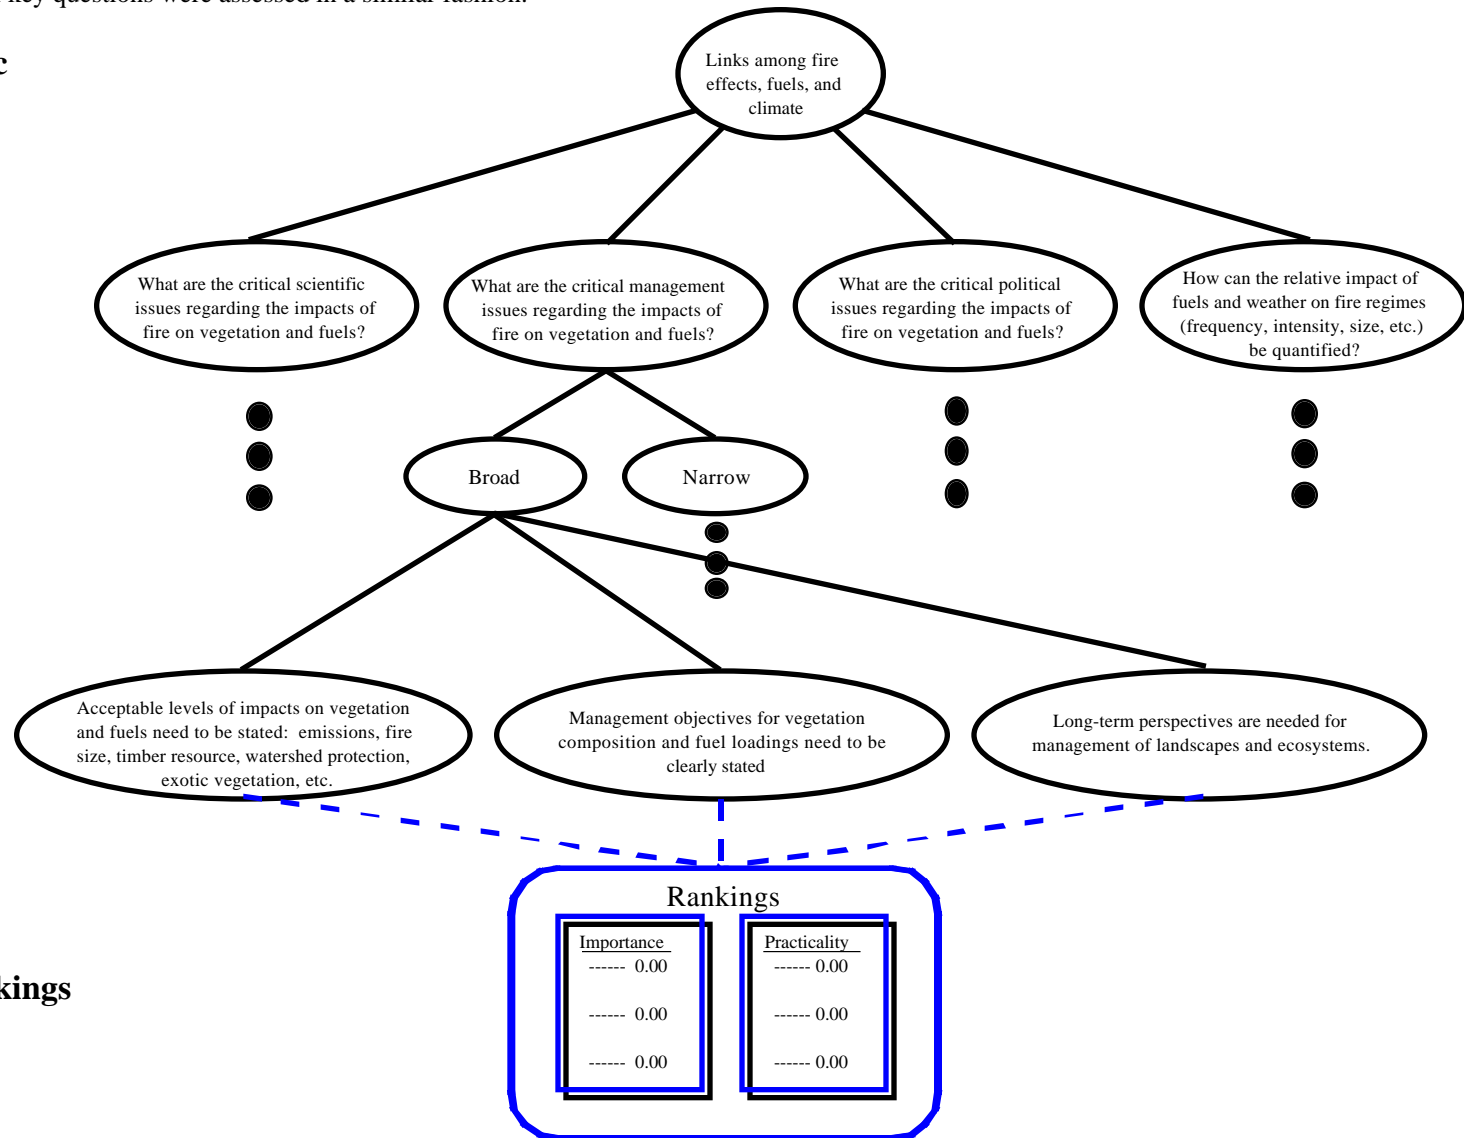 key questions were assessed in a similar fashion.
c
Links among fire
effects, fuels, and
climate
What are the critical scientific
issues regarding the impacts of
fire on vegetation and fuels?
What are the critical management
issues regarding the impacts of
fire on vegetation and fuels?
What are the critical political
issues regarding the impacts of
fire on vegetation and fuels?
How can the relative impact of
fuels and weather on fire regimes
(frequency, intensity, size, etc.)
be quantified?
Broad
Narrow
Acceptable levels of impacts on vegetation
and fuels need to be stated:  emissions, fire
size, timber resource, watershed protection,
exotic vegetation, etc.
Management objectives for vegetation
composition and fuel loadings need to be
clearly stated
Long-term perspectives are needed for
management of landscapes and ecosystems.
Rankings
Importance
------ 0.00
------ 0.00
------ 0.00
Practicality
------ 0.00
------ 0.00
------ 0.00
kings